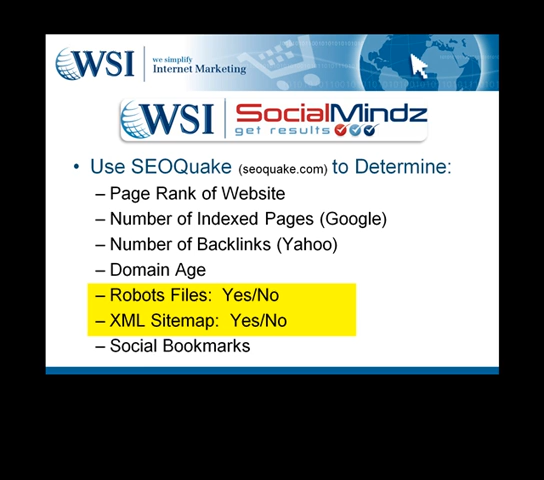 WSI
we simplify
Internet Marketing
WSI SocialMindz
get results
• Use SEOQuake (seoquake.com) to Determine:
– Page Rank of Website
– Number of Indexed Pages (Google)
– Number of Backlinks (Yahoo)
– Domain Age
– Robots Files: Yes/No
– XML Sitemap: Yes/No
– Social Bookmarks